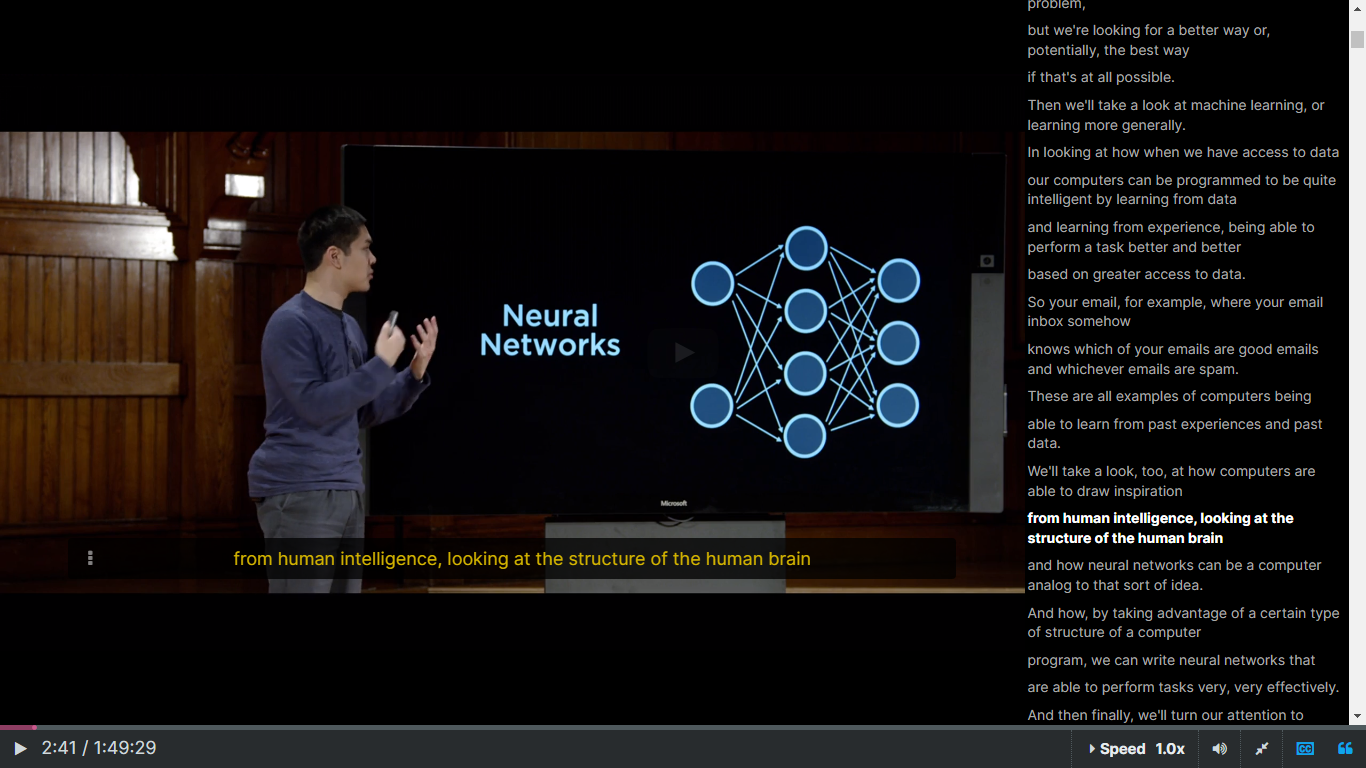 problem,
but we're looking for a better way or,
potentially, the best way
if that's at all possible.
Then we'll take a look at machine learning, or
learning more generally.
In looking at how when we have access to data
our computers can be programmed to be quite
intelligent by learning from data
and learning from experience, being able to
perform a task better and better
based on greater access to data.
So your email, for example, where your email
inbox somehow
knows which of your emails are good emails
and whichever emails are spam.
These are all examples of computers being
able to learn from past experiences and past
data.
We'll take a look, too, at how computers are
able to draw inspiration
from human intelligence, looking at the
structure of the human brain
and how neural networks can be a computer
analog to that sort of idea.
And how, by taking advantage of a certain type
of structure of a computer
program, we can write neural networks that
are able to perform tasks very, very effectively.
And then finally, we'll turn our attention to
Neural
Networks
Microsoft
from human intelligence, looking at the structure of the human brain
2:41 / 1:49:29
Speed 1.0x
CC